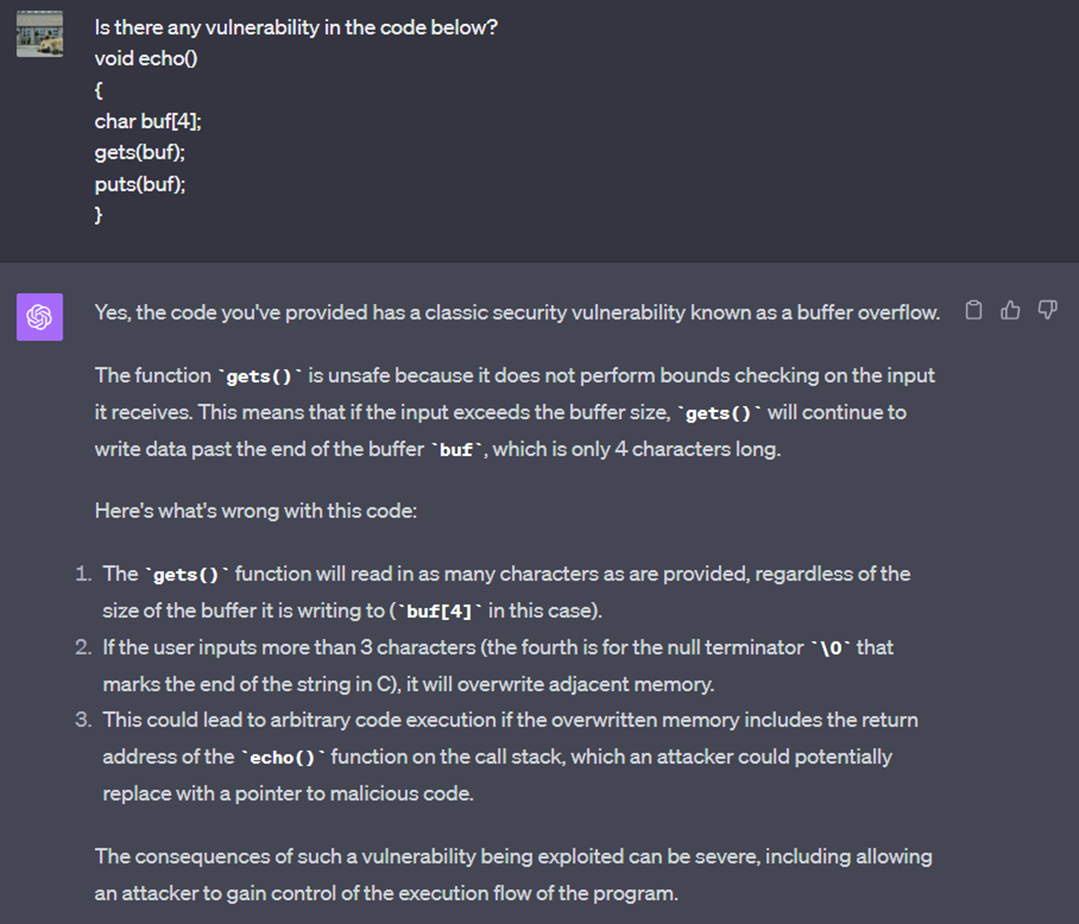 Is there any vulnerability in the code below?
void echo()
{
char buf[4];
gets(buf);
puts(buf);
}
Yes, the code you've provided has a classic security vulnerability known as a buffer overflow.
The function `gets()` is unsafe because it does not perform bounds checking on the input
it receives. This means that if the input exceeds the buffer size, `gets()` will continue to
write data past the end of the buffer `buf`, which is only 4 characters long.
Here's what's wrong with this code:
1. The `gets()` function will read in as many characters as are provided, regardless of the
size of the buffer it is writing to (`buf[4]` in this case).
2. If the user inputs more than 3 characters (the fourth is for the null terminator `\0` that
marks the end of the string in C), it will overwrite adjacent memory.
3. This could lead to arbitrary code execution if the overwritten memory includes the return
address of the `echo()` function on the call stack, which an attacker could potentially
replace with a pointer to malicious code.
The consequences of such a vulnerability being exploited can be severe, including allowing
an attacker to gain control of the execution flow of the program.